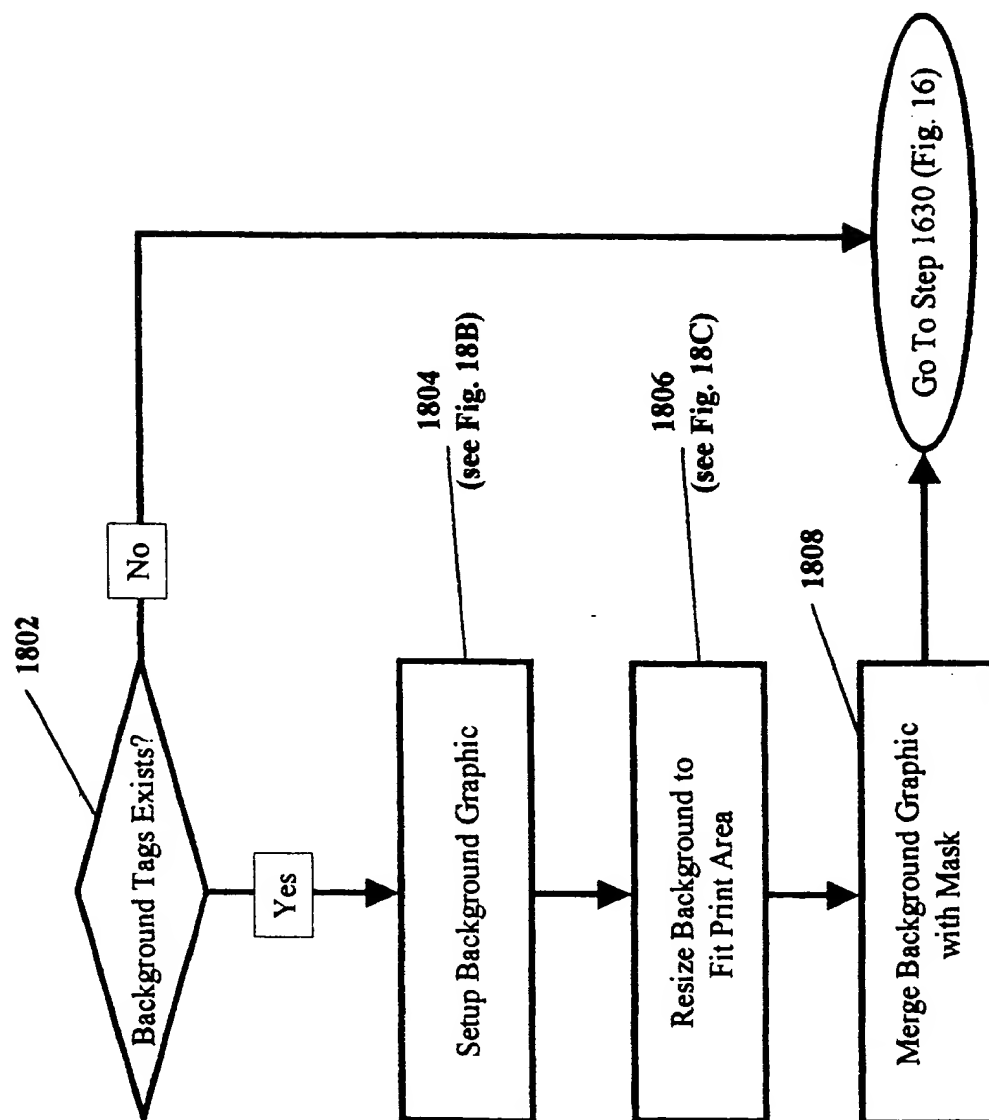 1802
Background Tags Exists?
No
Yes
1804
(see Fig. 18B)
Setup Background Graphic
1806
(see Fig. 18C)
Resize Background to
Fit Print Area
1808
Merge Background Graphic
with Mask
Go To Step 1630 (Fig. 16)